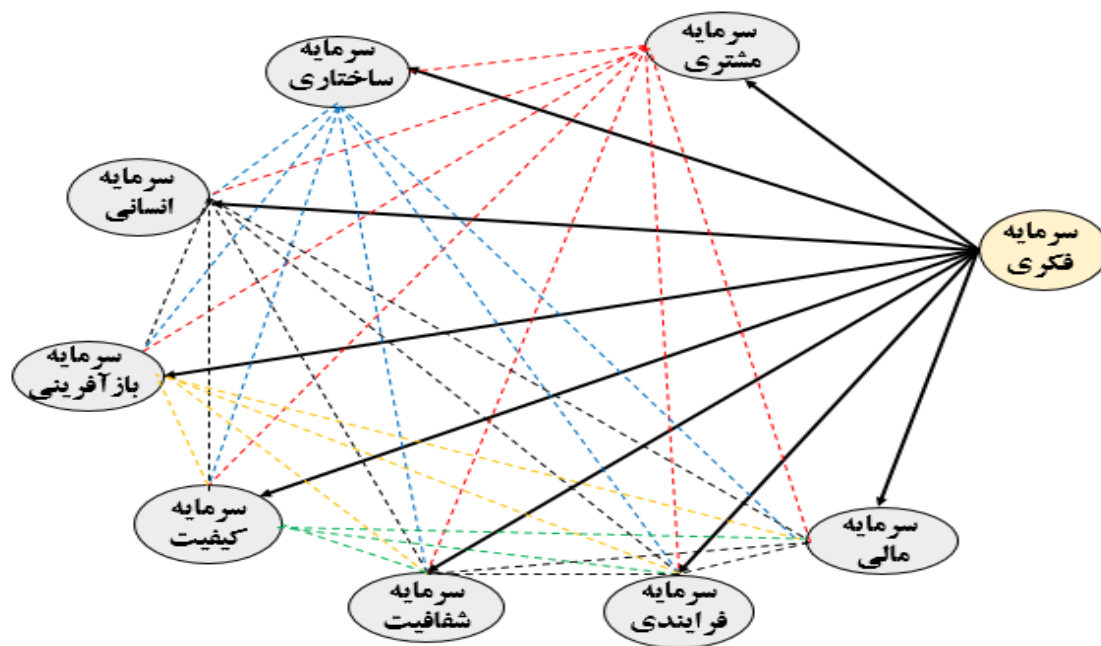 سرمایه
مشتری
سرمایه
ساختاری
سرمایه
انسانی
سرمایه
فکری
سرمایه
بازآفرینی
سرمایه
کیفیت
سرمایه
مالی
سرمایه
شفافیت
سرمایه
فرایندی